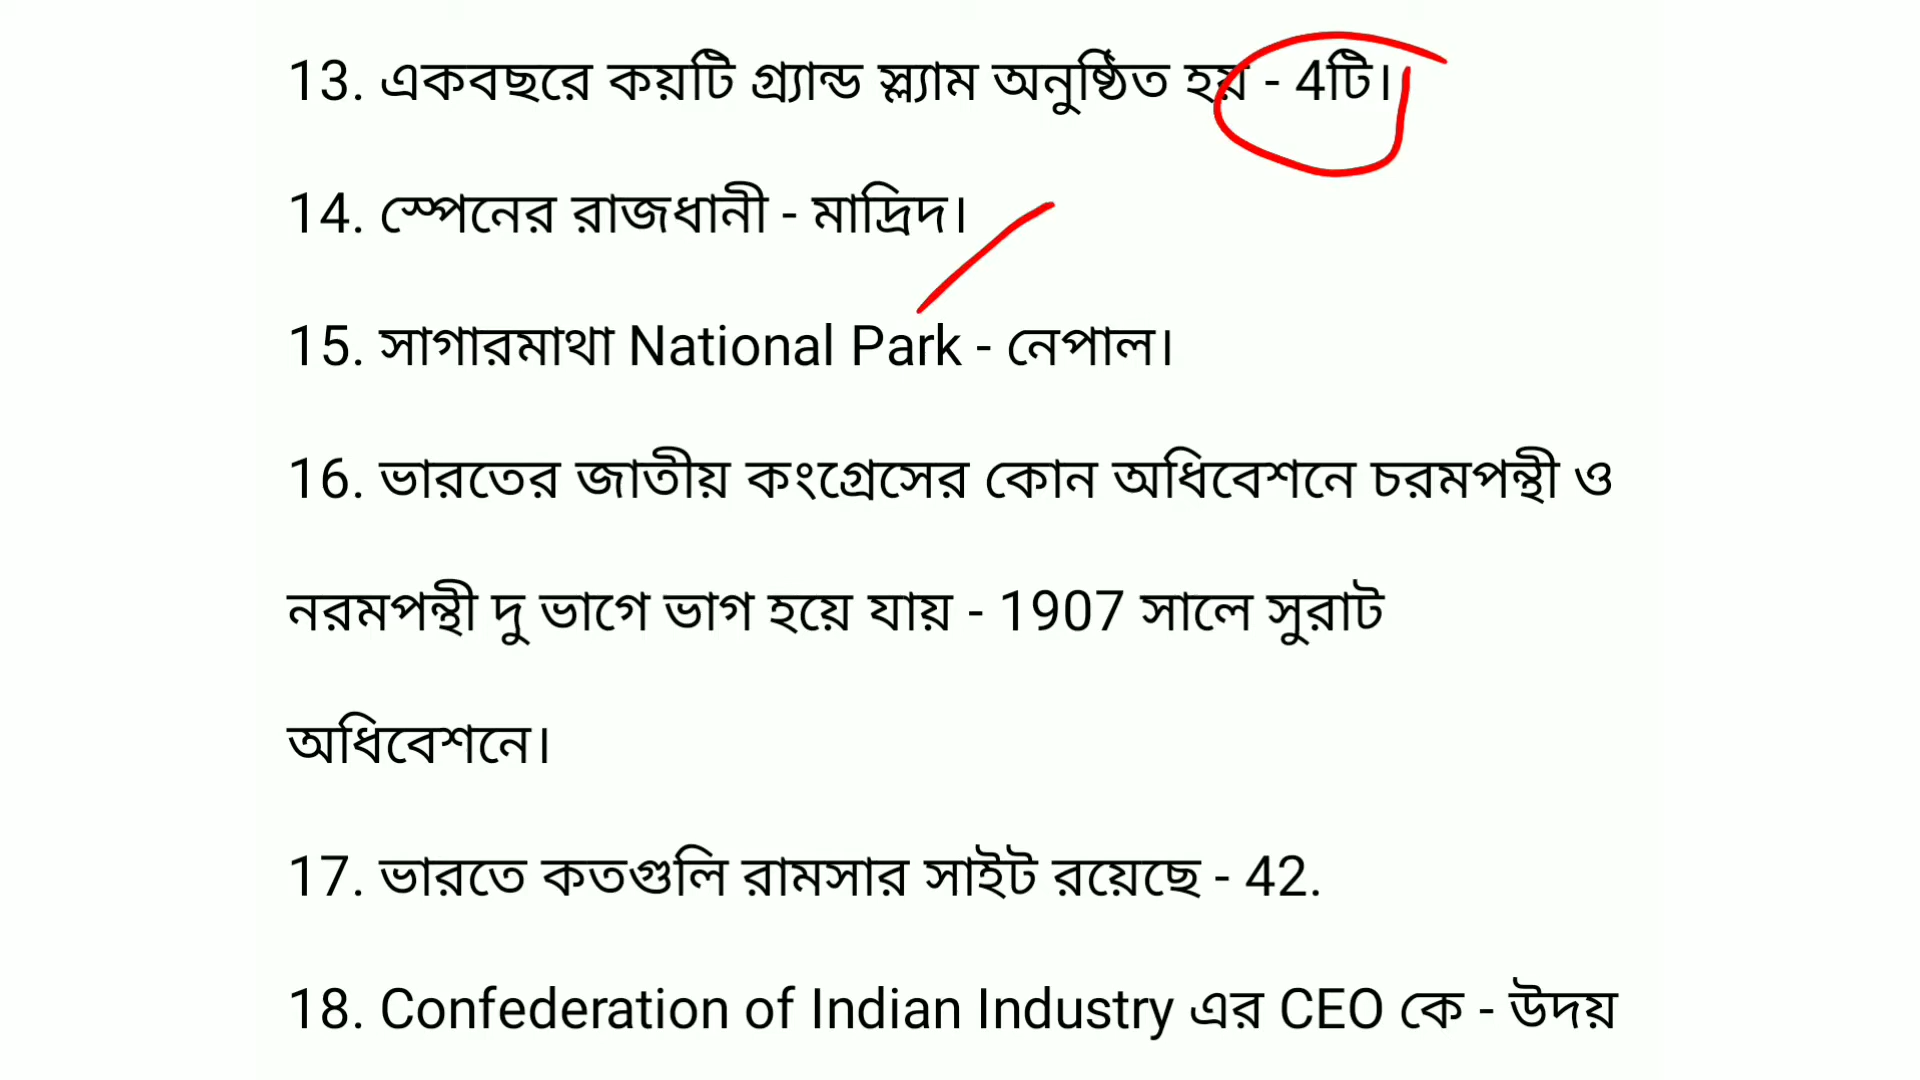 13. একবছরে কয়টি গ্র্যান্ড স্ল্যাম অনুষ্ঠিত হয় - 4টি।
14. স্পেনের রাজধানী - মাদ্রিদ।
15. সাগারমাথা National Park - নেপাল।
16. ভারতের জাতীয় কংগ্রেসের কোন অধিবেশনে চরমপন্থী ও
নরমপন্থী দু ভাগে ভাগ হয়ে যায় - 1907 সালে সুরাট
অধিবেশনে।
17. ভারতে কতগুলি রামসার সাইট রয়েছে - 42.
18. Confederation of Indian Industry এর CEO কে - উদয়